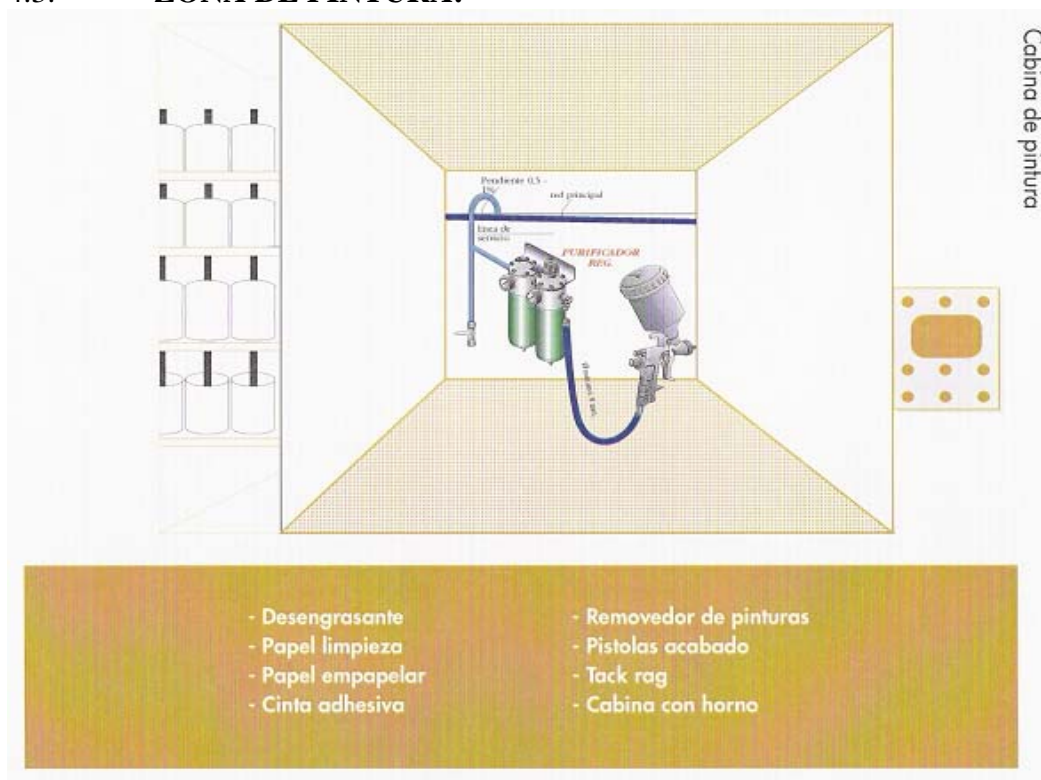 ZONA DE PINTURA:
Cabina de pintura
Pendiente 0,5 -
1%
red principal
línea de
servicio
PURIFICADOR
REG.
- Desengrasante
- Papel limpieza
- Papel empapelar
- Cinta adhesiva
- Removedor de pinturas
- Pistolas acabado
- Tack rag
- Cabina con horno